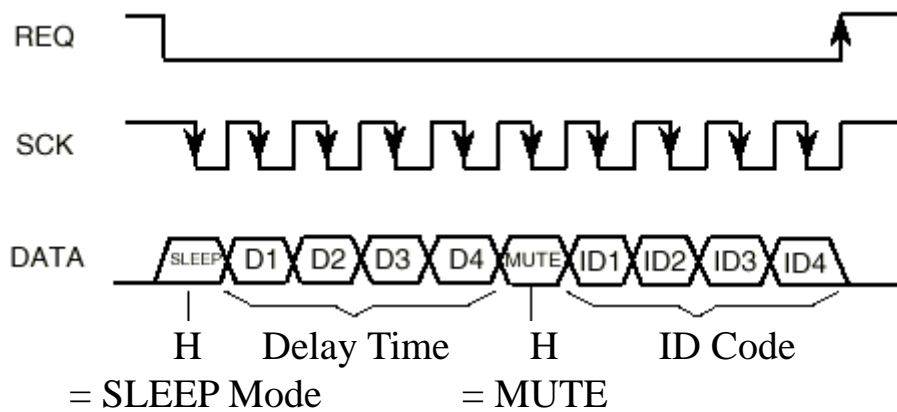 REQ
SCK
DATA SLEEP D1 D2 D3 D4 MUTE ID1 ID2 ID3 ID4
H Delay Time H ID Code
= SLEEP Mode = MUTE